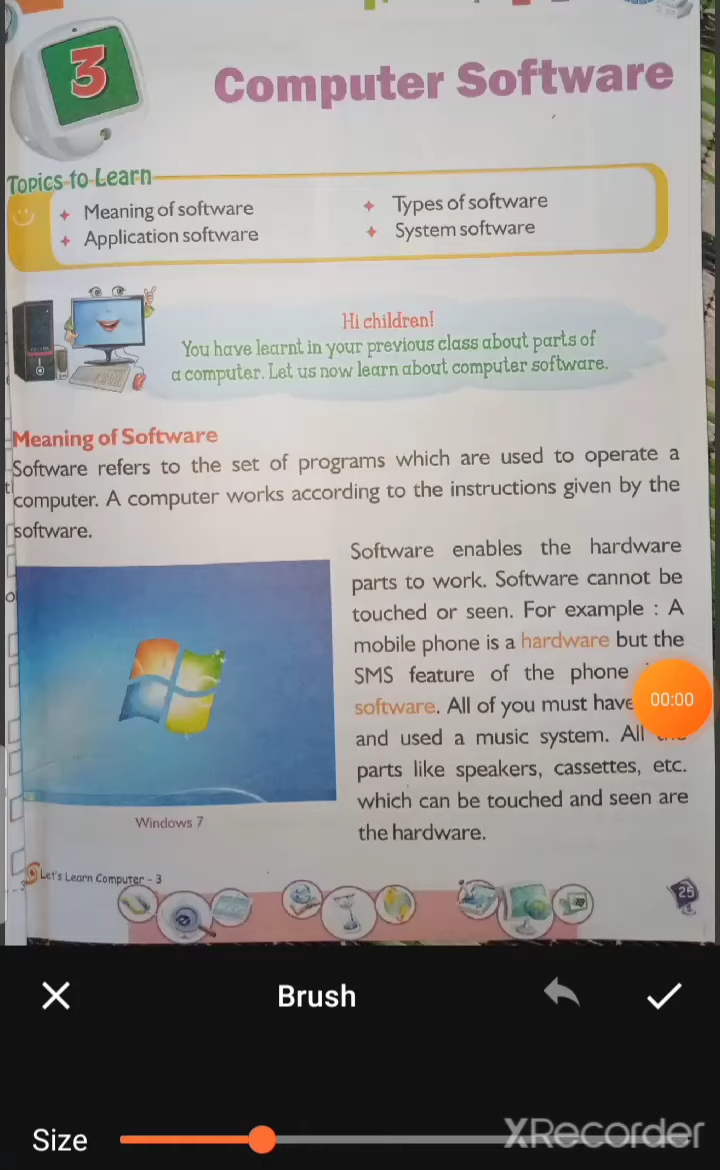 3
Computer Software
Topics to Learn
Meaning of software
Types of software
Application software
System software
Hi children!
You have learnt in your previous class about parts of
a computer. Let us now learn about computer software.
Meaning of Software
Software refers to the set of programs which are used to operate a
computer. A computer works according to the instructions given by the
software.
Software enables the hardware
parts to work. Software cannot be
touched or seen. For example : A
mobile phone is a hardware but the
SMS feature of the phone
software. All of you must have
and used a music system. All
parts like speakers, cassettes, etc.
which can be touched and seen are
the hardware.
Windows 7
Let's Learn Computer - 3
25
00:00
Brush
Size
XRecorder